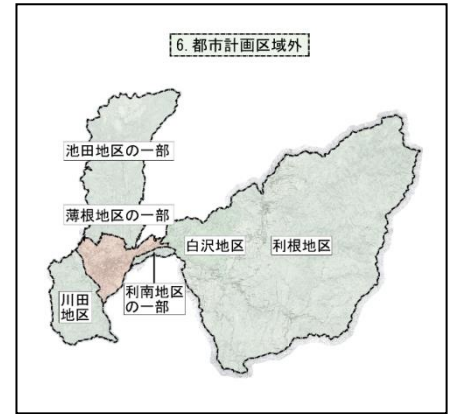 6.都市計画区域外
池田地区の一部
薄根地区の一部
白沢地区
利根地区
川田
地区
利南地区
の一部